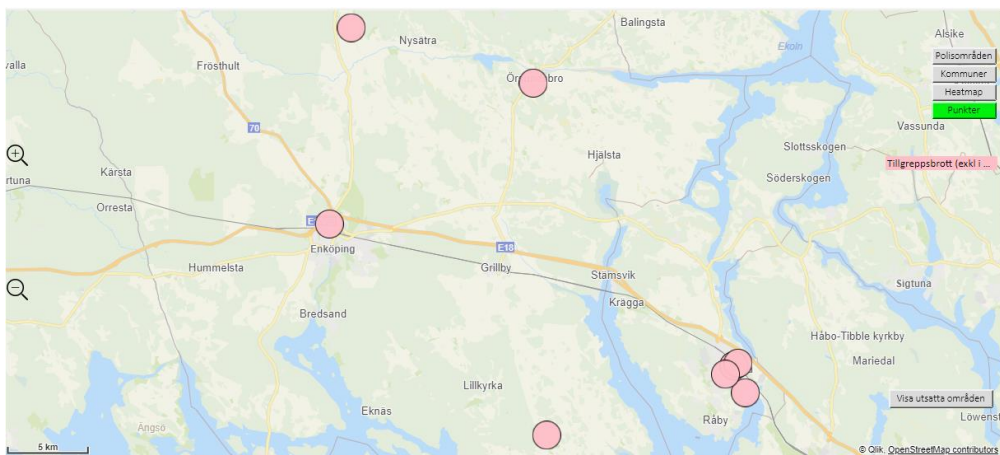 Balingsta
Alsike
Nysätra
Ekoln
valla
Frösthult
Polisområden
Kommuner
Heatmap
Punkter
70
Vassunda
Slottsskogen
Hjälsta
Tillgreppsbrott (exkl i ...
Kårsta
Söderskogen
rtuna
Orresta
Enköping
E18
Hummelsta
Grillby
Stamsvik
Sigtuna
Kragga
Bredsand
Håbo-Tibble kyrkby
Mariedal
Lillkyrka
Visa utsatta områden
Eknäs
Råby
Löwenst
Ängsö
5 km
© Qlik, OpenStreetMap contributors